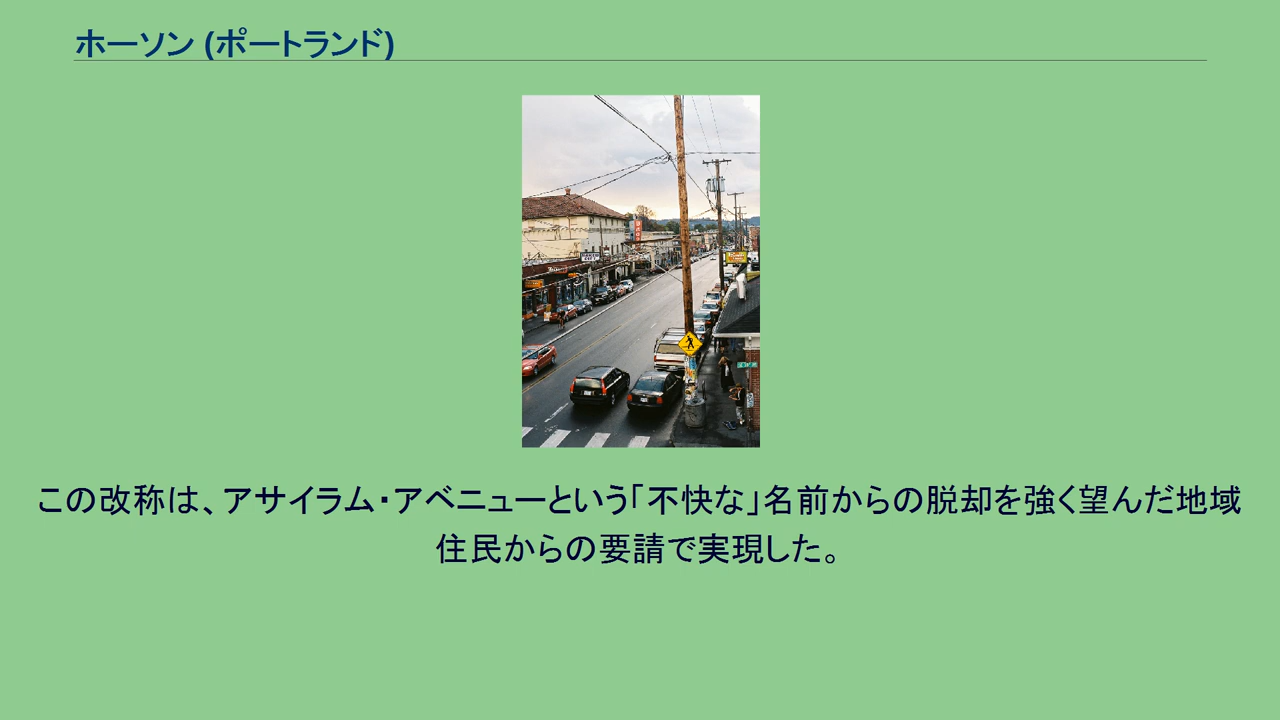 ホーソン (ポートランド)
この改称は、アサイラム・アベニューという「不快な」名前からの脱却を強く望んだ地域
住民からの要請で実現した。